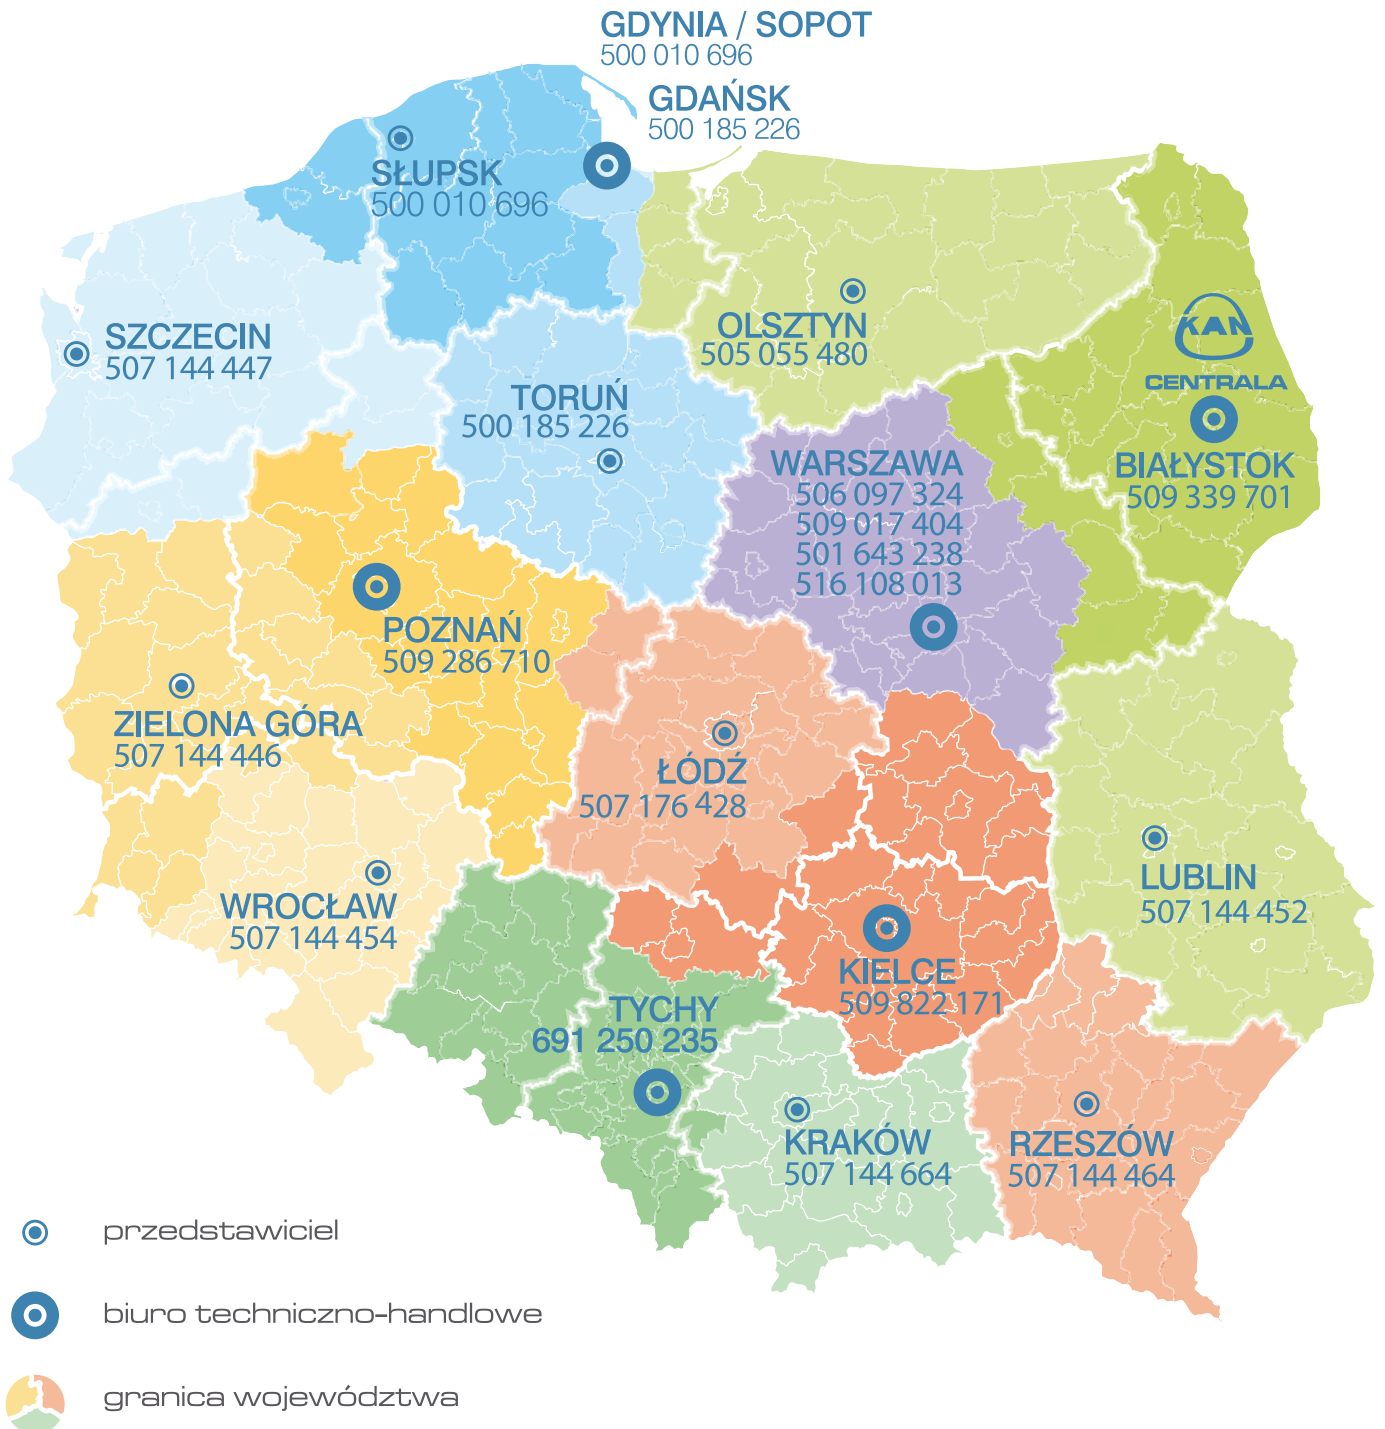 GDYNIA / SOPOT
500 010 696
GDAŃSK
500 185 226
SŁUPSK
500 010 696
SZCZECIN
507 144 447
OLSZTYN
505 055 480
KAN
CENTRALA
BIAŁYSTOK
509 339 701
TORUŃ
500 185 226
WARSZAWA
506 097 324
509 017 404
501 643 238
516 108 013
POZNAŃ
509 286 710
ZIELONA GÓRA
507 144 446
ŁÓDŹ
507 176 428
LUBLIN
507 144 452
WROCŁAW
507 144 454
KIELCE
509 822 171
TYCHY
691 250 235
KRAKÓW
507 144 664
RZESZÓW
507 144 464
przedstawiciel
biuro techniczno-handlowe
granica województwa